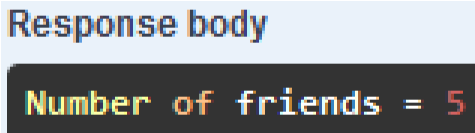 Response body
Number of friends = 5